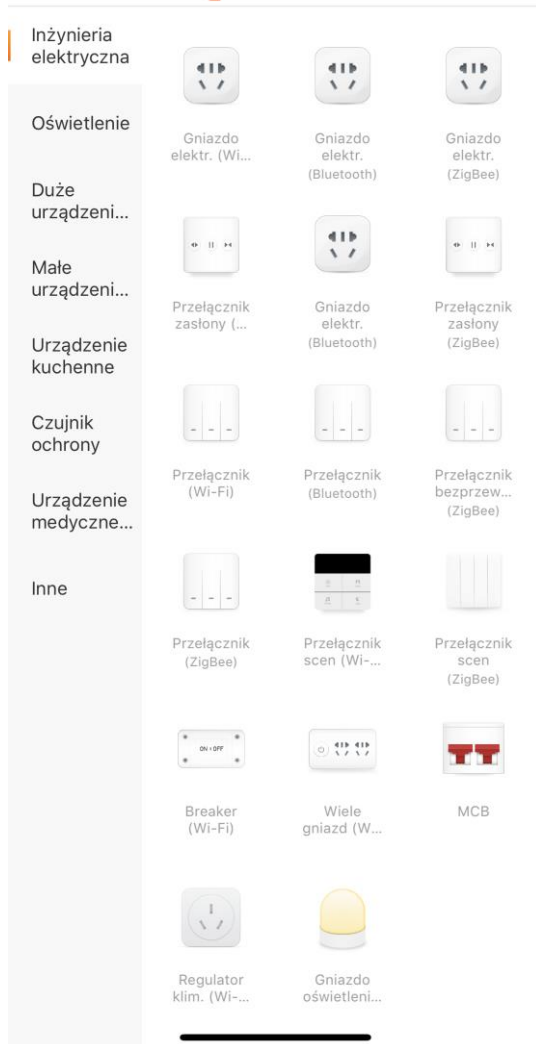 Inżynieria
elektryczna
Oświetlenie
Duże
urządzeni...
Małe
urządzeni...
Urządzenie
kuchenne
Czujnik
ochrony
Urządzenie
medyczne...
Inne
Gniazdo
elektr. (Wi...
Gniazdo
elektr.
(Bluetooth)
Gniazdo
elektr.
(ZigBee)
Przełącznik
zasłony (...
Gniazdo
elektr.
(Bluetooth)
Przełącznik
zasłony
(ZigBee)
Przełącznik
(Wi-Fi)
Przełącznik
(Bluetooth)
Przełącznik
bezprzew...
(ZigBee)
Przełącznik
(ZigBee)
Przełącznik
scen (Wi-...
Przełącznik
scen
(ZigBee)
ON • OFF
Breaker
(Wi-Fi)
Wiele
gniazd (W...
MCB
Regulator
klim. (Wi-...
Gniazdo
oświetleni...